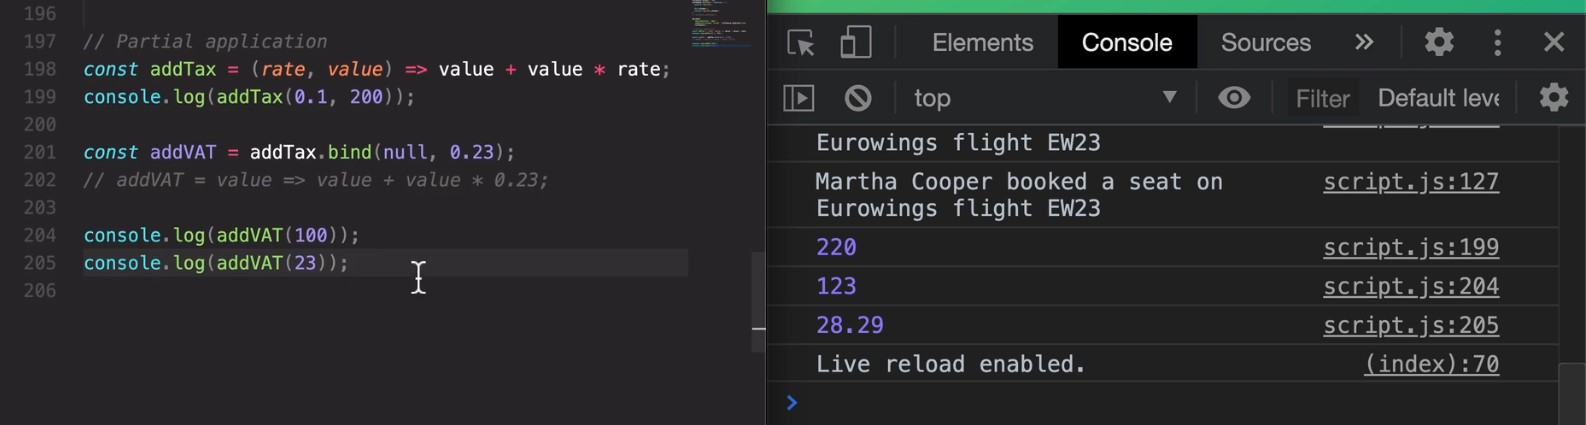 196
197 // Partial application
198 const addTax = (rate, value) => value + value * rate;
199 console.log(addTax(0.1, 200));
200
201 const addVAT = addTax.bind(null, 0.23);
202 // addVAT = value => value + value * 0.23;
203
204 console.log(addVAT(100));
205 console.log(addVAT(23));
206
Elements Console Sources »
top ▼ Filter Default leve
Eurowings flight EW23
Martha Cooper booked a seat on script.js:127
Eurowings flight EW23
220 script.js:199
123 script.js:204
28.29 script.js:205
Live reload enabled. (index):70
>